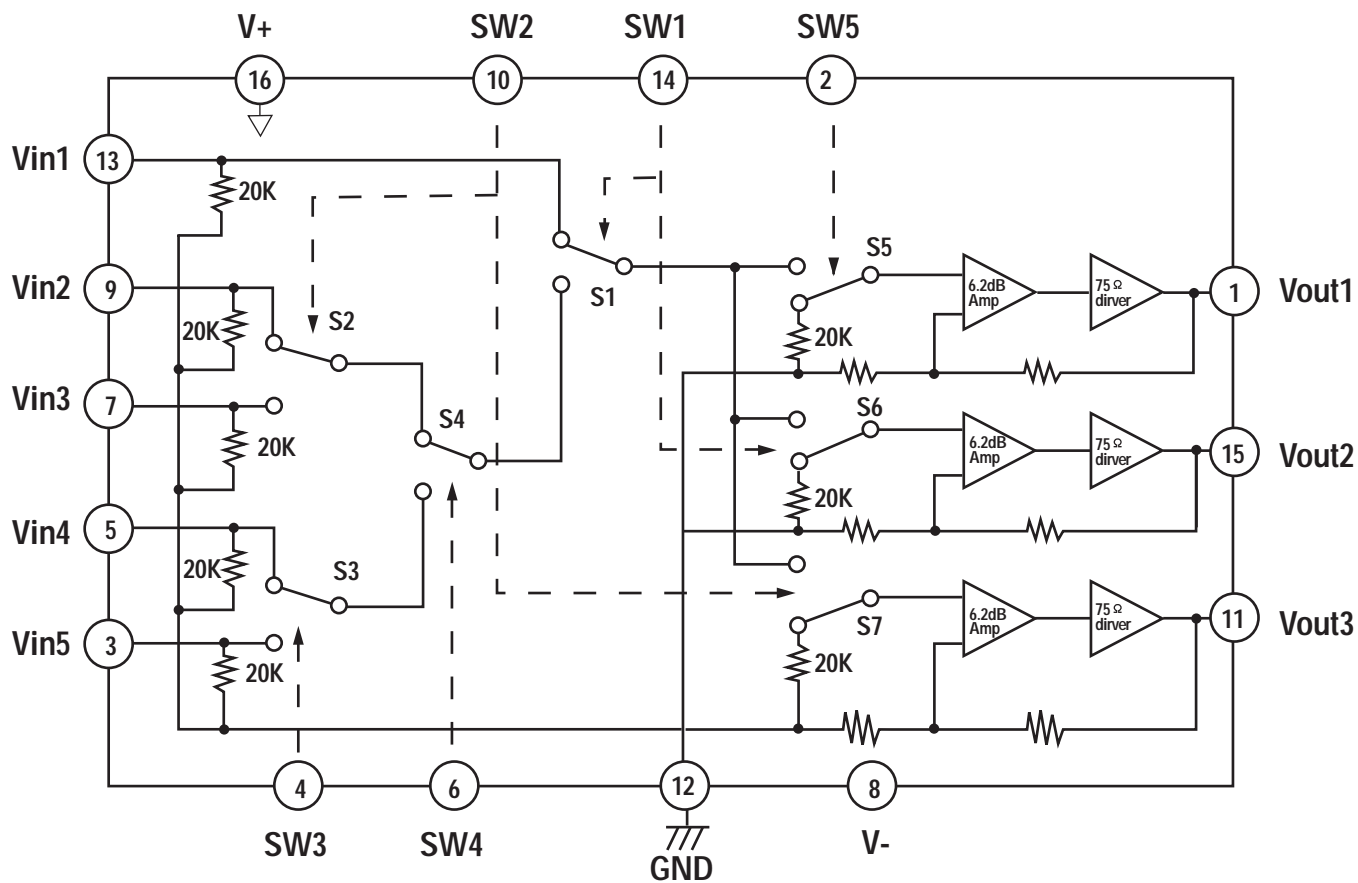 V+
SW2
SW1
SW5
16
10
14
2
Vin1
13
20K
Vin2
9
20K
S2
S1
S5
6.2dB
Amp
75 Ω
dirver
1
Vout1
20K
Vin3
7
20K
S4
S6
6.2dB
Amp
75 Ω
dirver
15
Vout2
20K
Vin4
5
20K
S3
Vin5
3
20K
S7
6.2dB
Amp
75 Ω
dirver
11
Vout3
20K
4
6
12
8
SW3
SW4
GND
V-